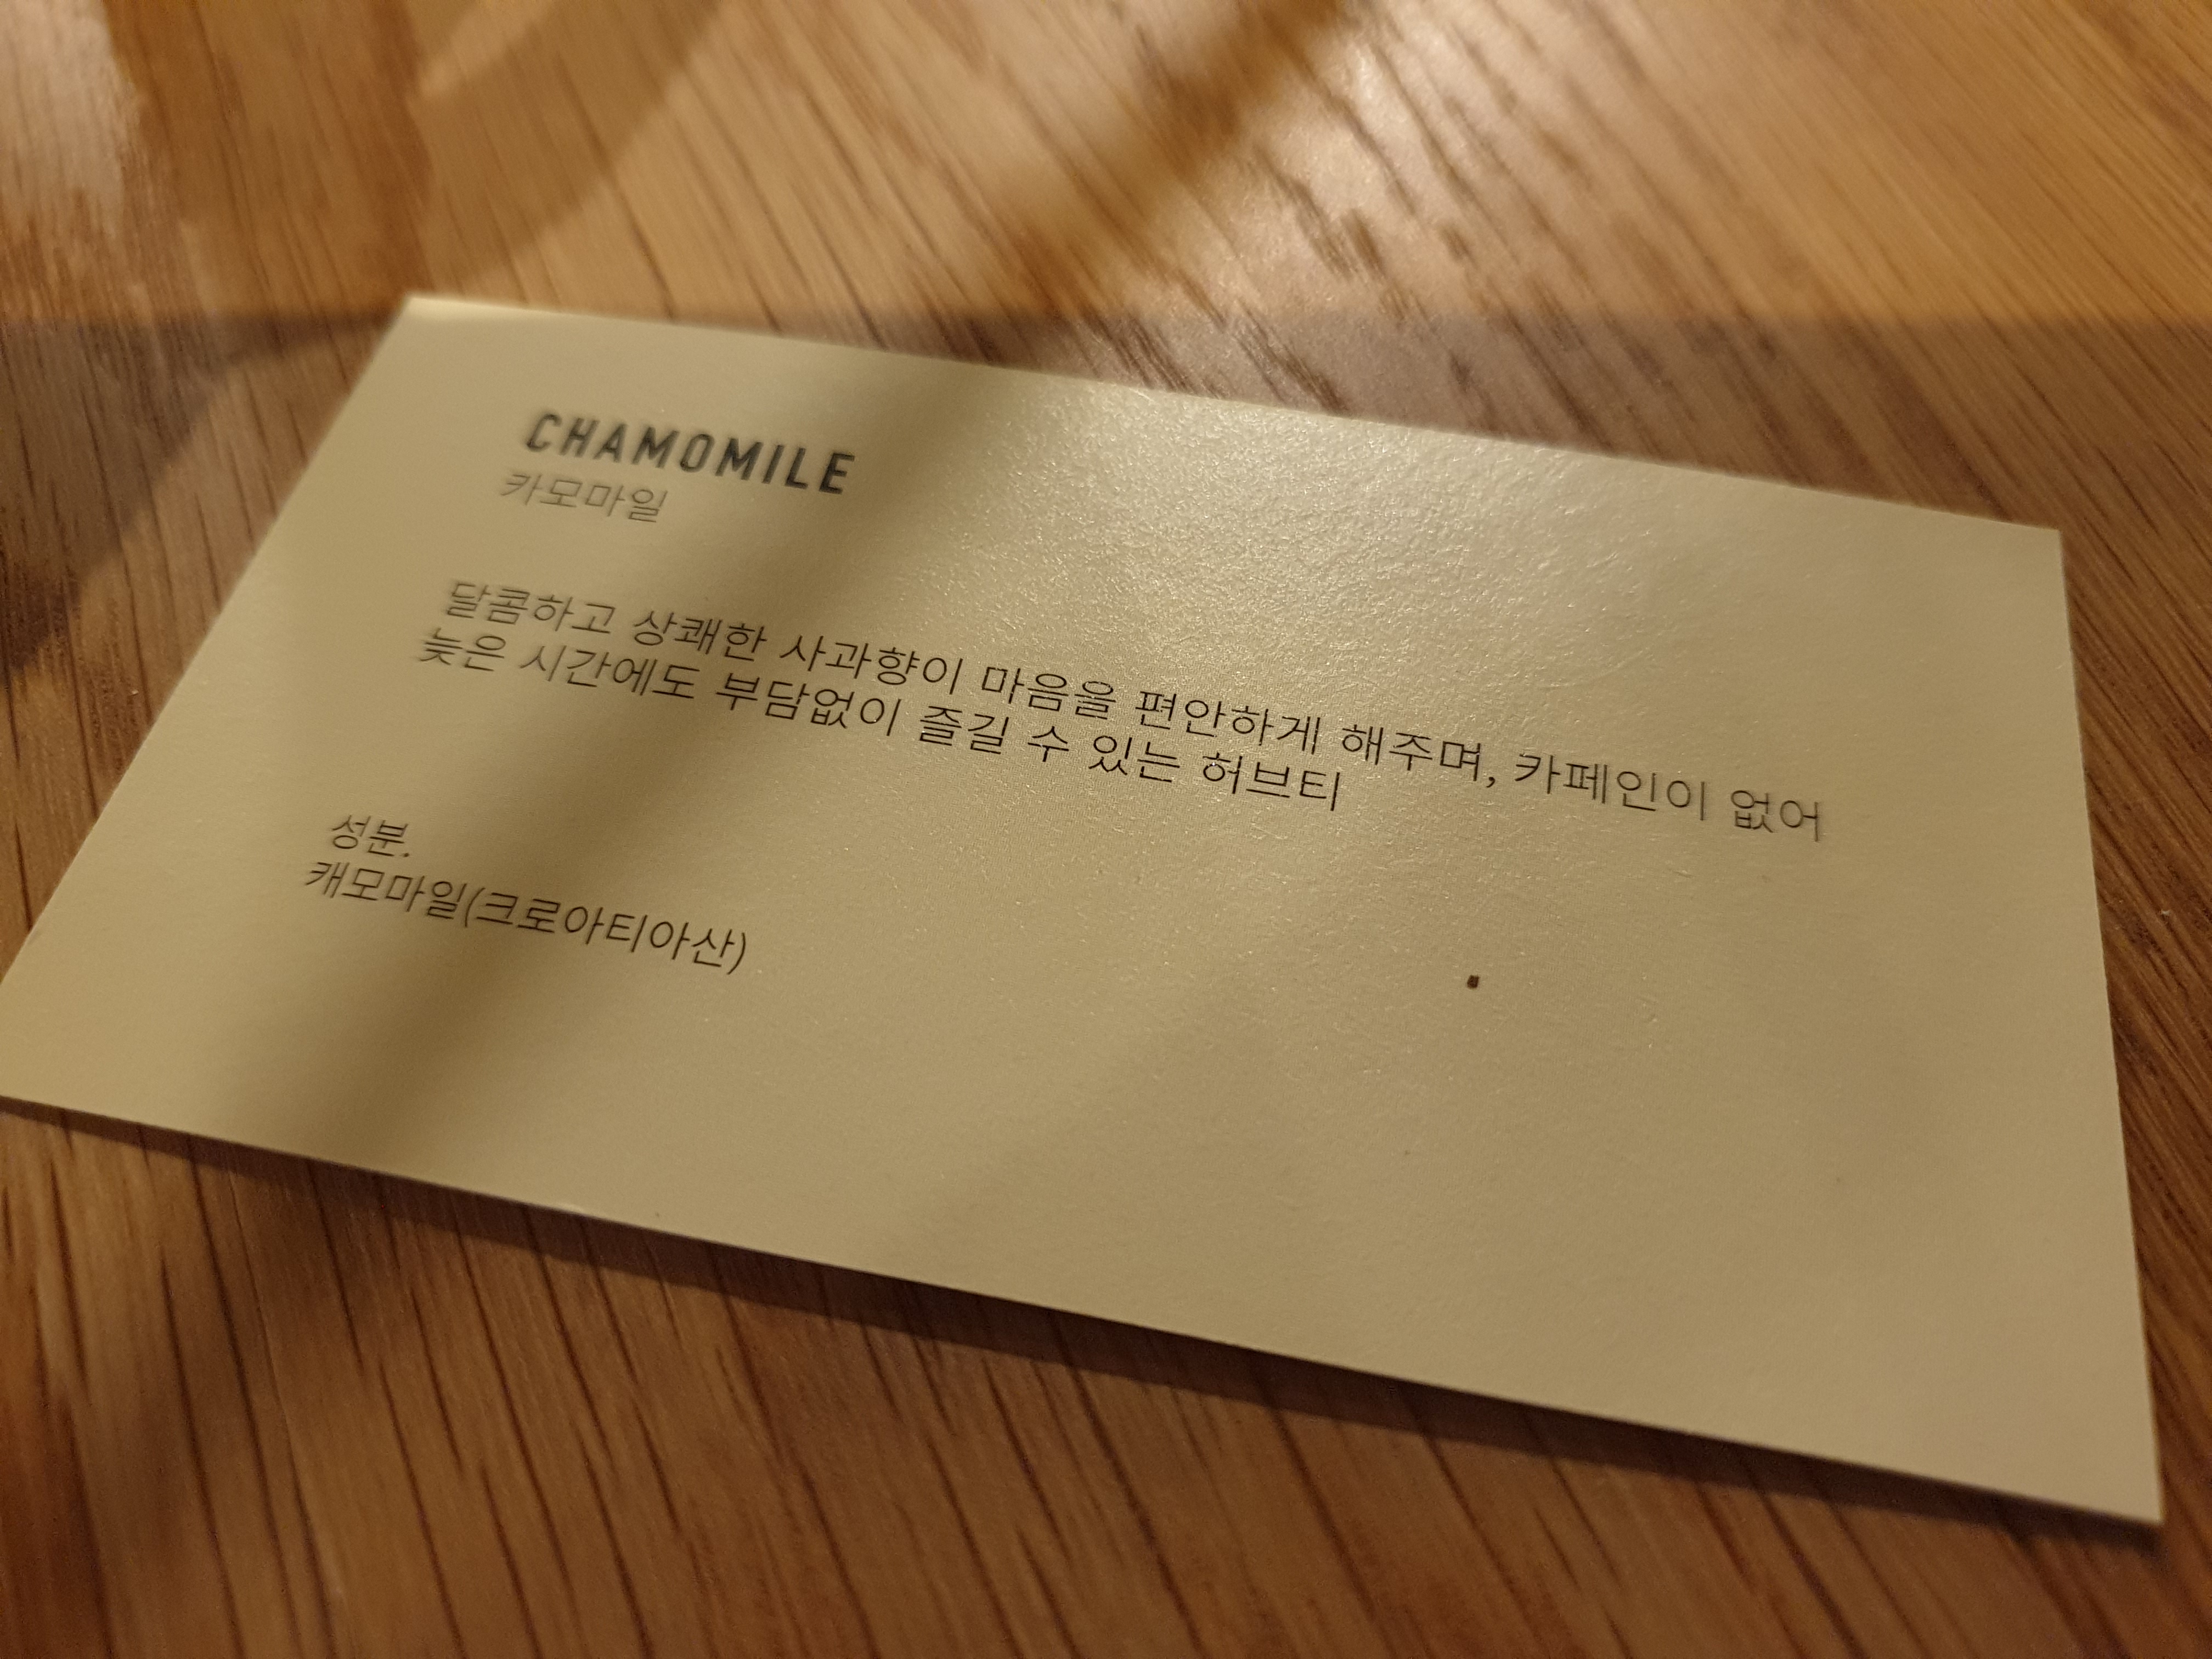 CHAMOMILE
카모마일
달콤하고 상쾌한 사과향이 마음을 편안하게 해주며, 카페인이 없어
늦은 시간에도 부담없이 즐길 수 있는 허브티
성분.
캐모마일(크로아티아산)